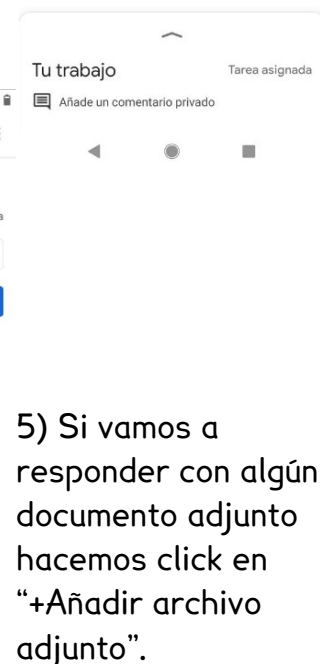 Tu trabajo Tarea asignada
Añade un comentario privado
a
5) Si vamos a
responder con algún
documento adjunto
hacemos click en
“+Añadir archivo
adjunto”.